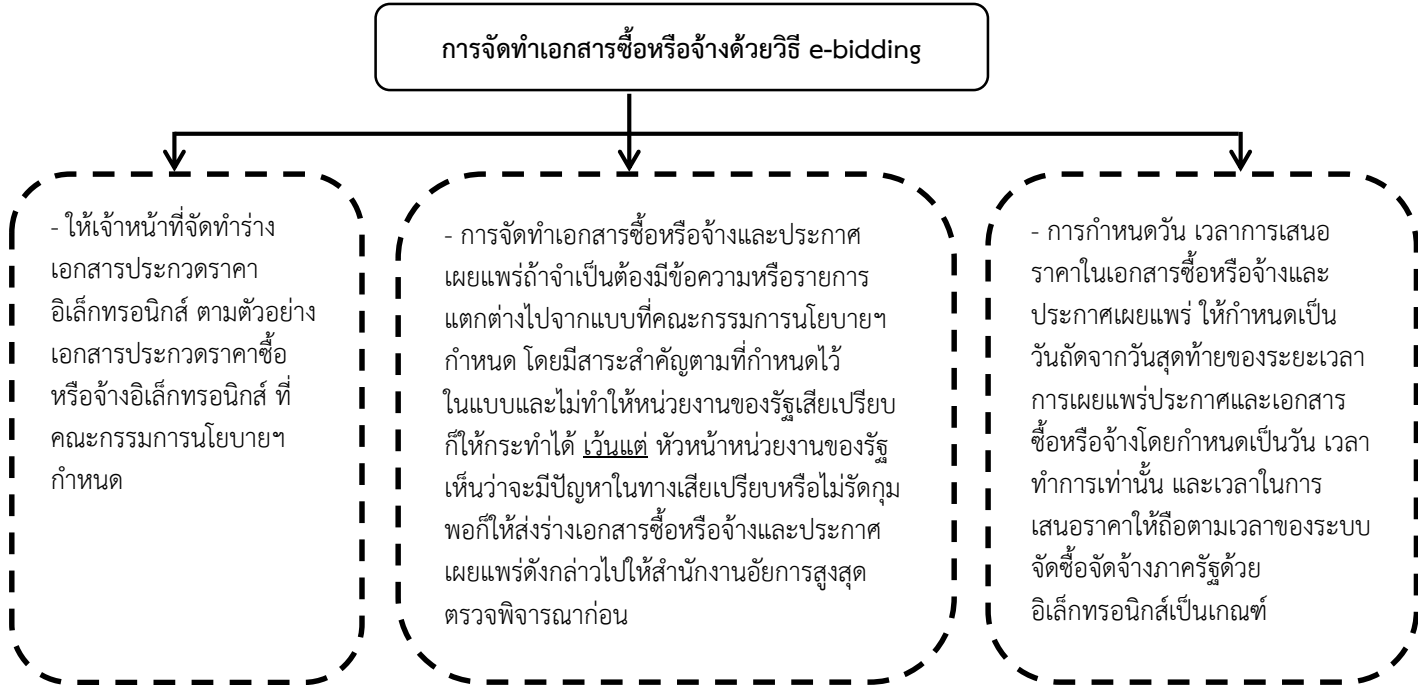 การจัดทำเอกสารซื้อหรือจ้างด้วยวิธี e-bidding
- ให้เจ้าหน้าที่จัดทำร่าง
เอกสารประกวดราคา
อิเล็กทรอนิกส์ ตามตัวอย่าง
เอกสารประกวดราคาซื้อ
หรือจ้างอิเล็กทรอนิกส์ ที่
คณะกรรมการนโยบายฯ
กำหนด
- การจัดทำเอกสารซื้อหรือจ้างและประกาศ
เผยแพร่ถ้าจำเป็นต้องมีข้อความหรือรายการ
แตกต่างไปจากแบบที่คณะกรรมการนโยบายฯ
กำหนด โดยมีสาระสำคัญตามที่กำหนดไว้
ในแบบและไม่ทำให้หน่วยงานของรัฐเสียเปรียบ
ก็ให้กระทำได้ เว้นแต่ หัวหน้าหน่วยงานของรัฐ
เห็นว่าจะมีปัญหาในทางเสียเปรียบหรือไม่รัดกุม
พอก็ให้ส่งร่างเอกสารซื้อหรือจ้างและประกาศ
เผยแพร่ดังกล่าวไปให้สำนักงานอัยการสูงสุด
ตรวจพิจารณาก่อน
- การกำหนดวัน เวลาการเสนอ
ราคาในเอกสารซื้อหรือจ้างและ
ประกาศเผยแพร่ ให้กำหนดเป็น
วันถัดจากวันสุดท้ายของระยะเวลา
การเผยแพร่ประกาศและเอกสาร
ซื้อหรือจ้างโดยกำหนดเป็นวัน เวลา
ทำการเท่านั้น และเวลาในการ
เสนอราคาให้ถือตามเวลาของระบบ
จัดซื้อจัดจ้างภาครัฐด้วย
อิเล็กทรอนิกส์เป็นเกณฑ์